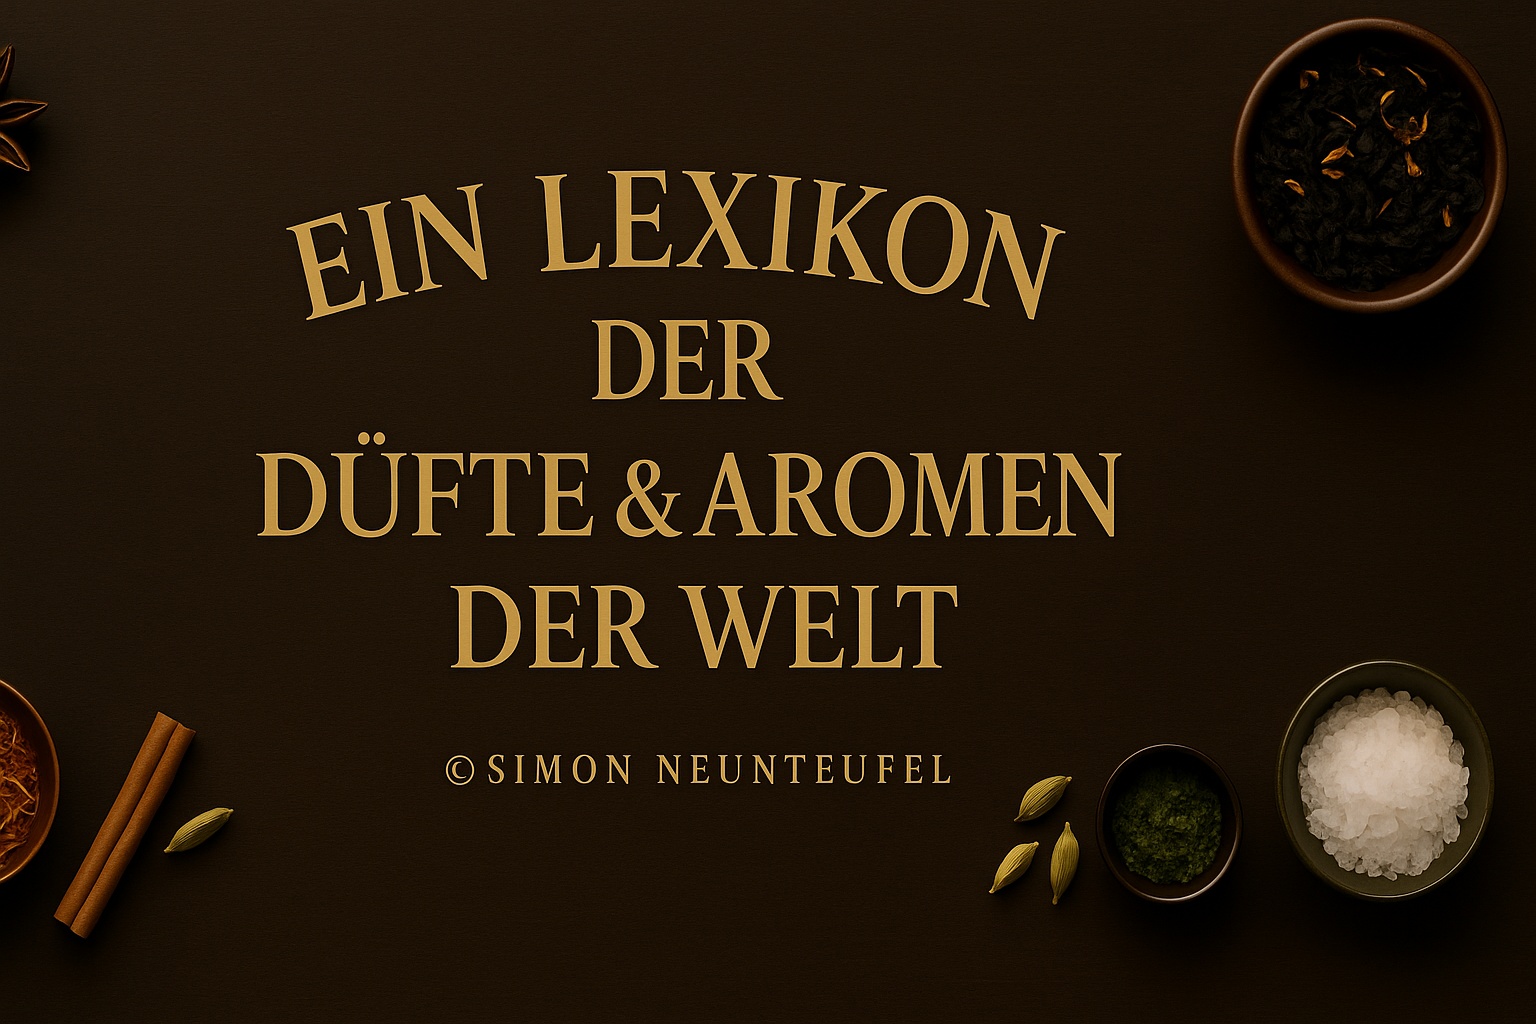 EIN LEXIKON
DER
DÜFTE & AROMEN
DER WELT
© SIMON NEUNTEUFEL